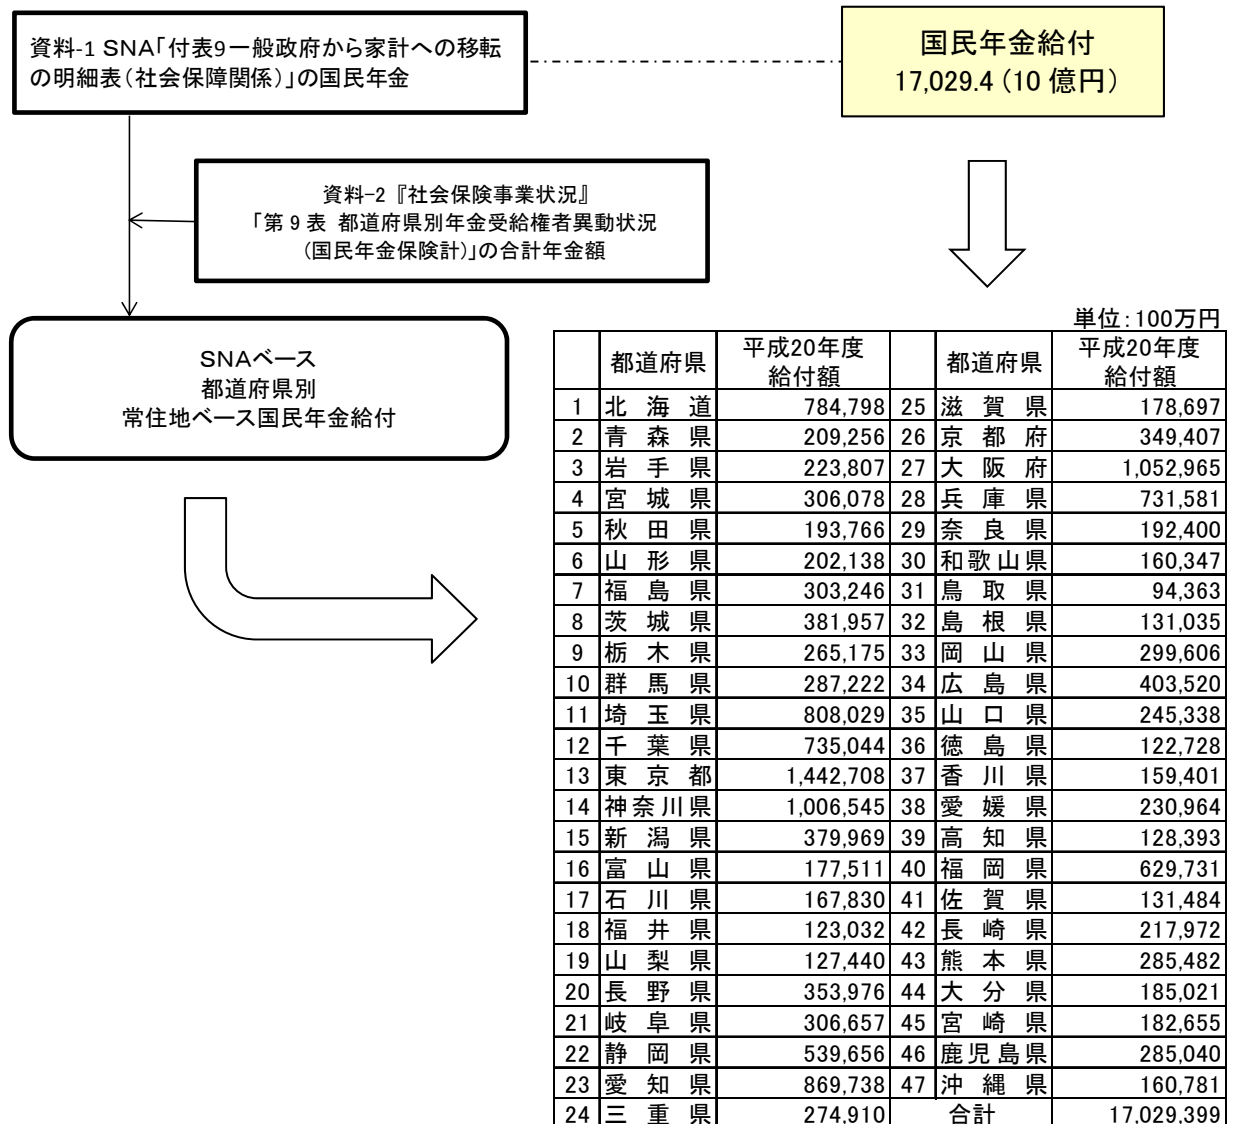 資料-1 SNA「付表9一般政府から家計への移転
の明細表（社会保障関係）」の国民年金
国民年金給付
17,029.4（10 億円）
資料-2『社会保険事業状況』
「第 9 表 都道府県別年金受給権者異動状況
（国民年金保険計）」の合計年金額
SNAベース
都道府県別
常住地ベース国民年金給付
単位：100万円
都道府県 平成20年度 給付額 都道府県 平成20年度 給付額
1 北海道 784,798 25 滋賀県 178,697
2 青森県 209,256 26 京都府 349,407
3 岩手県 223,807 27 大阪府 1,052,965
4 宮城県 306,078 28 兵庫県 731,581
5 秋田県 193,766 29 奈良県 192,400
6 山形県 202,138 30 和歌山県 160,347
7 福島県 303,246 31 鳥取県 94,363
8 茨城県 381,957 32 島根県 131,035
9 栃木県 265,175 33 岡山県 299,606
10 群馬県 287,222 34 広島県 403,520
11 埼玉県 808,029 35 山口県 245,338
12 千葉県 735,044 36 徳島県 122,728
13 東京都 1,442,708 37 香川県 159,401
14 神奈川県 1,006,545 38 愛媛県 230,964
15 新潟県 379,969 39 高知県 128,393
16 富山県 177,511 40 福岡県 629,731
17 石川県 167,830 41 佐賀県 131,484
18 福井県 123,032 42 長崎県 217,972
19 山梨県 127,440 43 熊本県 285,482
20 長野県 353,976 44 大分県 185,021
21 岐阜県 306,657 45 宮崎県 182,655
22 静岡県 539,656 46 鹿児島県 285,040
23 愛知県 869,738 47 沖縄県 160,781
24 三重県 274,910 合計 17,029,399